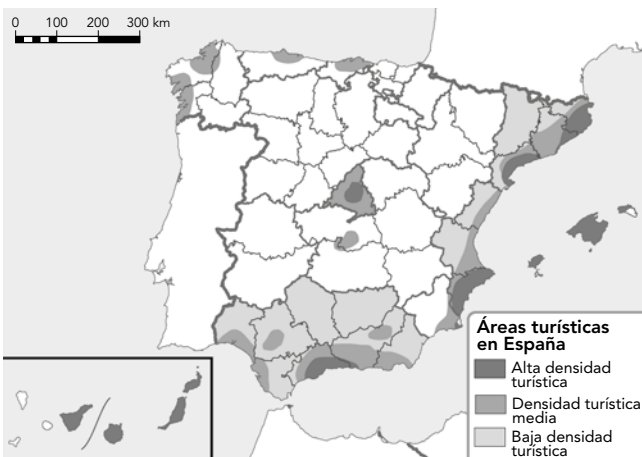 0 100 200 300 km
Áreas turísticas
en España
Alta densidad
turística
Densidad turística
media
Baja densidad
turística